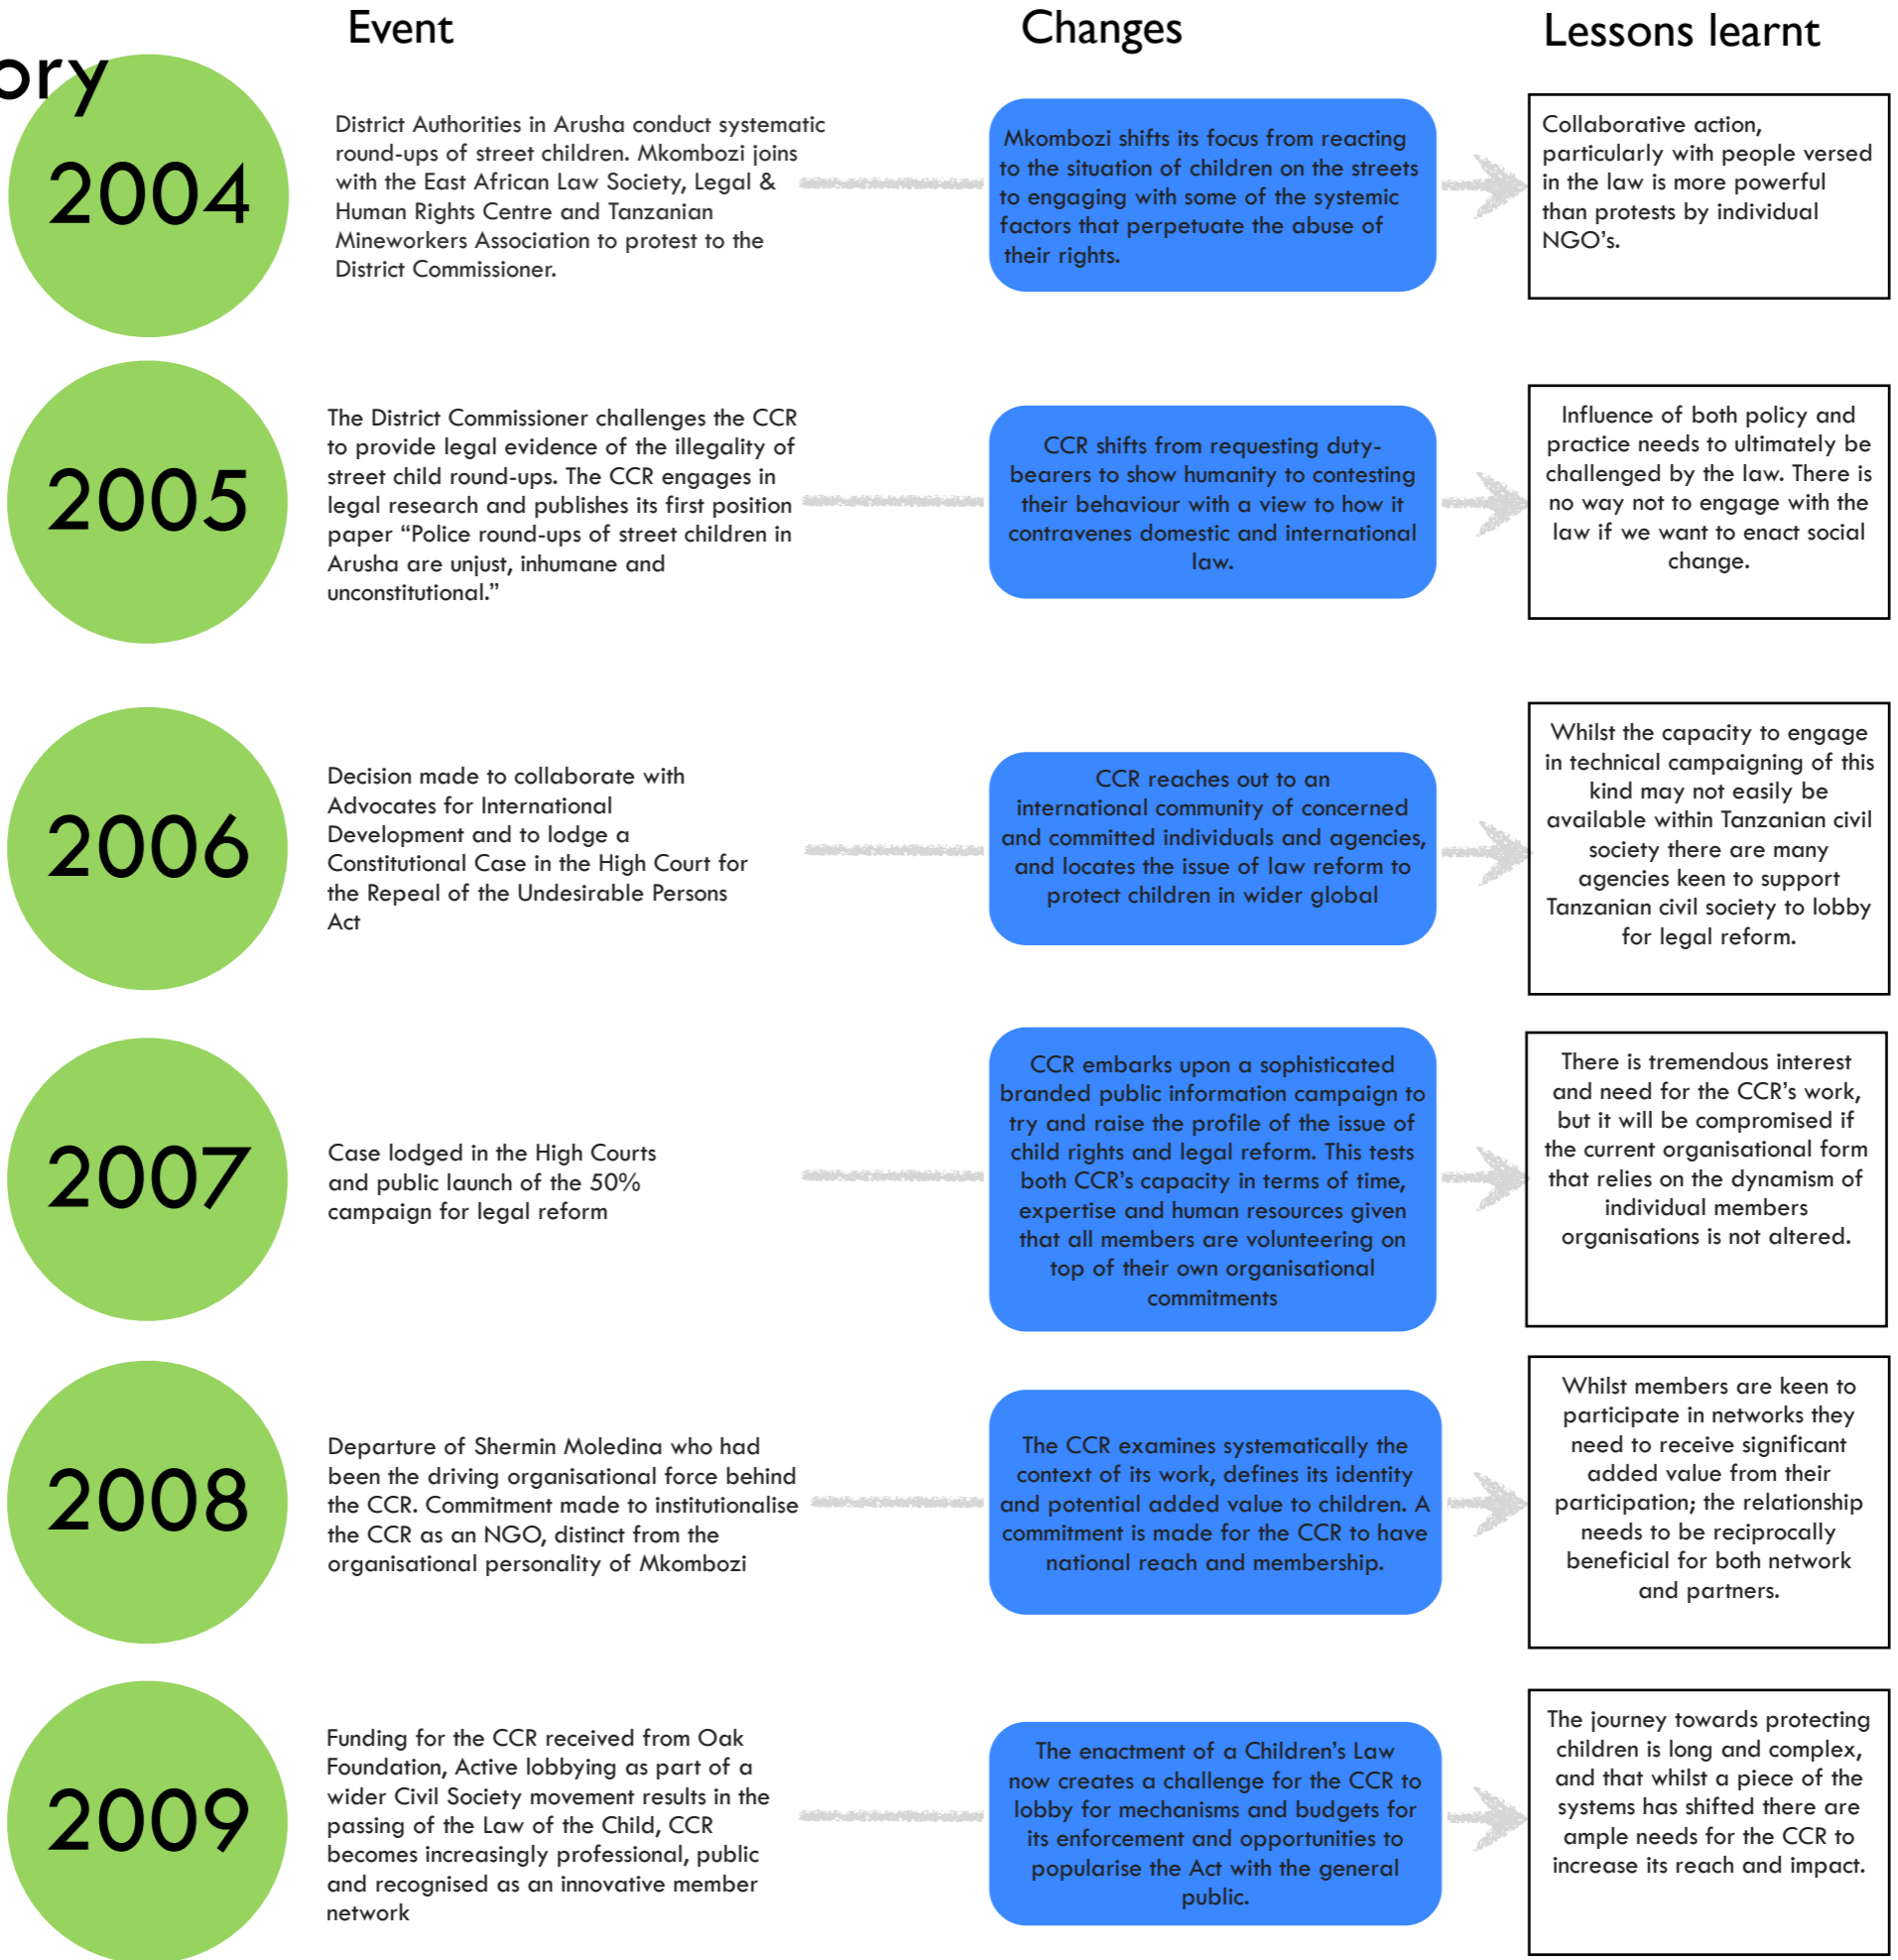 ory
Event
Changes
Lessons learnt
2004
District Authorities in Arusha conduct systematic
round-ups of street children. Mkombozi joins
with the East African Law Society, Legal &
Human Rights Centre and Tanzanian
Mineworkers Association to protest to the
District Commissioner.
Mkombozi shifts its focus from reacting
to the situation of children on the streets
to engaging with some of the systemic
factors that perpetuate the abuse of
their rights.
Collaborative action,
particularly with people versed
in the law is more powerful
than protests by individual
NGO's.
2005
The District Commissioner challenges the CCR
to provide legal evidence of the illegality of
street child round-ups. The CCR engages in
legal research and publishes its first position
paper “Police round-ups of street children in
Arusha are unjust, inhumane and
unconstitutional.”
CCR shifts from requesting duty-
bearers to show humanity to contesting
their behaviour with a view to how it
contravenes domestic and international
law.
Influence of both policy and
practice needs to ultimately be
challenged by the law. There is
no way not to engage with the
law if we want to enact social
change.
2006
Decision made to collaborate with
Advocates for International
Development and to lodge a
Constitutional Case in the High Court for
the Repeal of the Undesirable Persons
Act
CCR reaches out to an
international community of concerned
and committed individuals and agencies,
and locates the issue of law reform to
protect children in wider global
Whilst the capacity to engage
in technical campaigning of this
kind may not easily be
available within Tanzanian civil
society there are many
agencies keen to support
Tanzanian civil society to lobby
for legal reform.
2007
Case lodged in the High Courts
and public launch of the 50%
campaign for legal reform
CCR embarks upon a sophisticated
branded public information campaign to
try and raise the profile of the issue of
child rights and legal reform. This tests
both CCR's capacity in terms of time,
expertise and human resources given
that all members are volunteering on
top of their own organisational
commitments
There is tremendous interest
and need for the CCR's work,
but it will be compromised if
the current organisational form
that relies on the dynamism of
individual members
organisations is not altered.
2008
Departure of Shermin Moledina who had
been the driving organisational force behind
the CCR. Commitment made to institutionalise
the CCR as an NGO, distinct from the
organisational personality of Mkombozi
The CCR examines systematically the
context of its work, defines its identity
and potential added value to children. A
commitment is made for the CCR to have
national reach and membership.
Whilst members are keen to
participate in networks they
need to receive significant
added value from their
participation; the relationship
needs to be reciprocally
beneficial for both network
and partners.
2009
Funding for the CCR received from Oak
Foundation, Active lobbying as part of a
wider Civil Society movement results in the
passing of the Law of the Child, CCR
becomes increasingly professional, public
and recognised as an innovative member
network
The enactment of a Children's Law
now creates a challenge for the CCR to
lobby for mechanisms and budgets for
its enforcement and opportunities to
popularise the Act with the general
public.
The journey towards protecting
children is long and complex,
and that whilst a piece of the
systems has shifted there are
ample needs for the CCR to
increase its reach and impact.